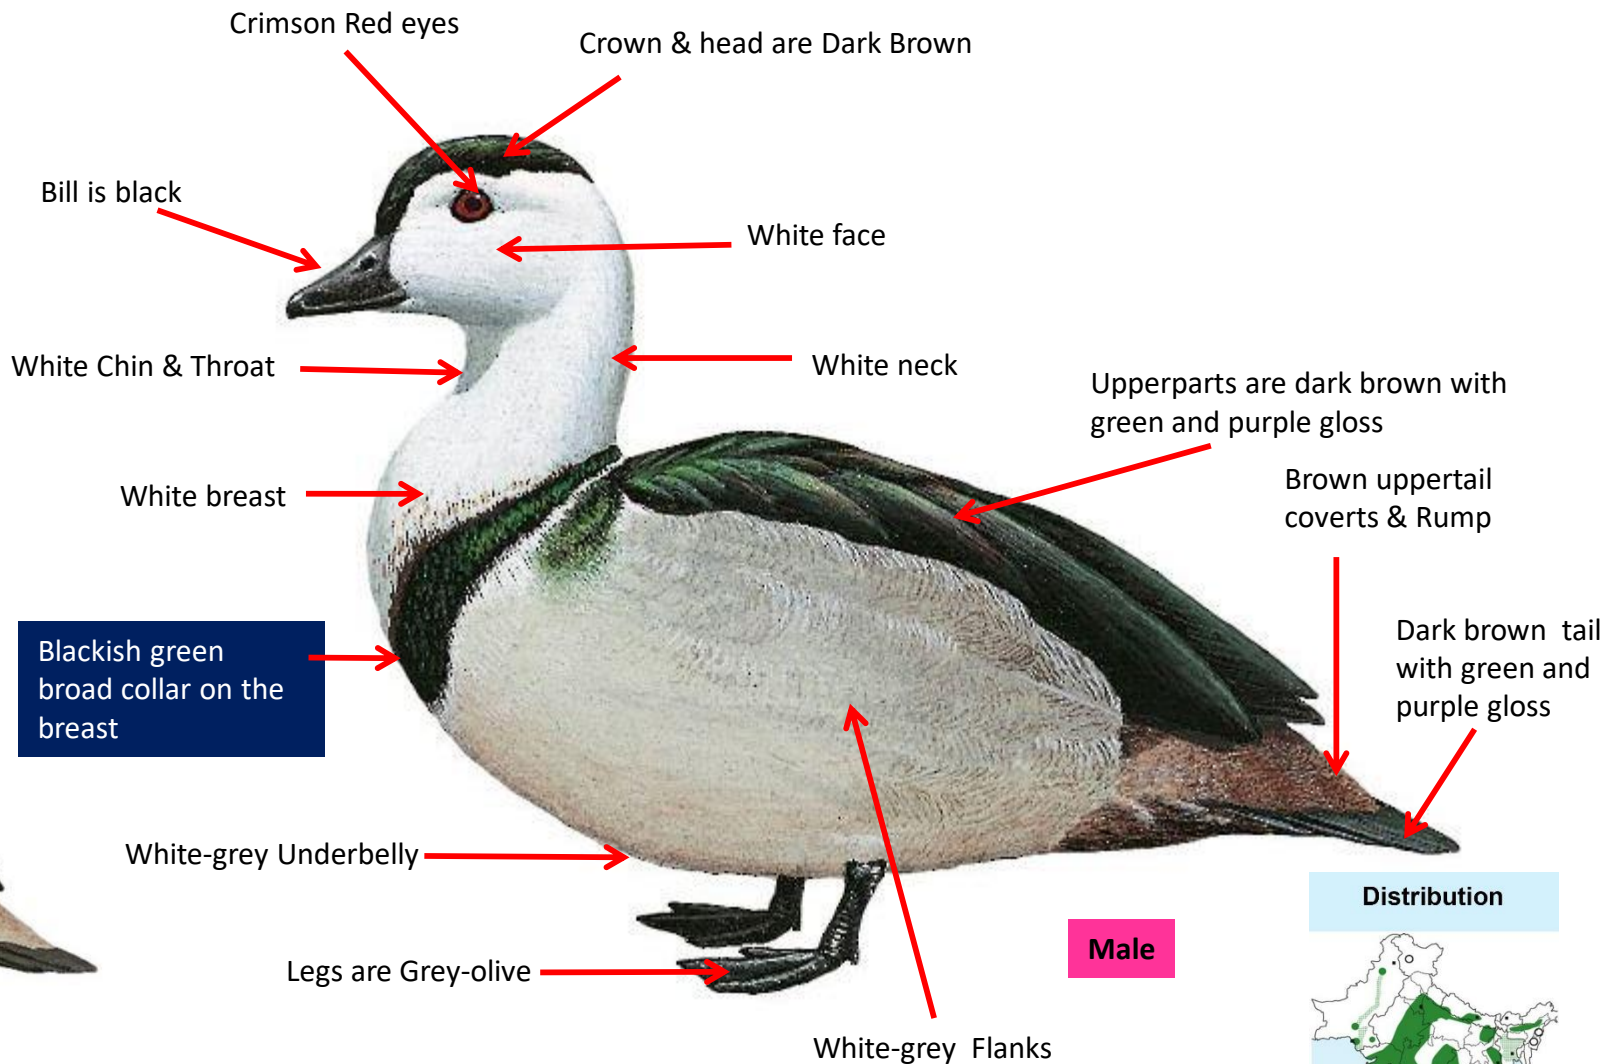 Crimson Red eyes
Crown & head are Dark Brown
Bill is black
White face
White Chin & Throat
White neck
Upperparts are dark brown with
green and purple gloss
White breast
Brown uppertail
coverts & Rump
Blackish green
broad collar on the
breast
Dark brown  tail
with green and
purple gloss
White-grey Underbelly
Distribution
Male
Legs are Grey-olive
White-grey  Flanks